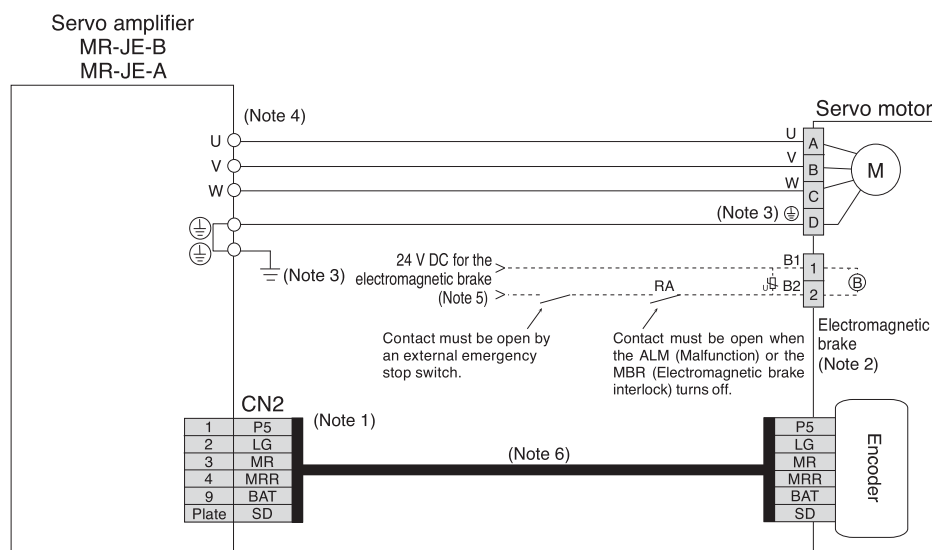 Servo amplifier
MR-JE-B
MR-JE-A
(Note 4)
Servo motor
U
U
A
V
V
B
M
W
W
C
(Note 3)
D
(Note 3)
24 V DC for the
electromagnetic brake
(Note 5)
B1
1
B
RA
U
B2
2
Contact must be open by
an external emergency
stop switch.
Contact must be open when
the ALM (Malfunction) or the
MBR (Electromagnetic brake
interlock) turns off.
Electromagnetic
brake
(Note 2)
CN2
(Note 1)
1 P5
2 LG
3 MR
4 MRR
9 BAT
Plate SD
(Note 6)
P5
LG
MR
MRR
BAT
SD
Encoder